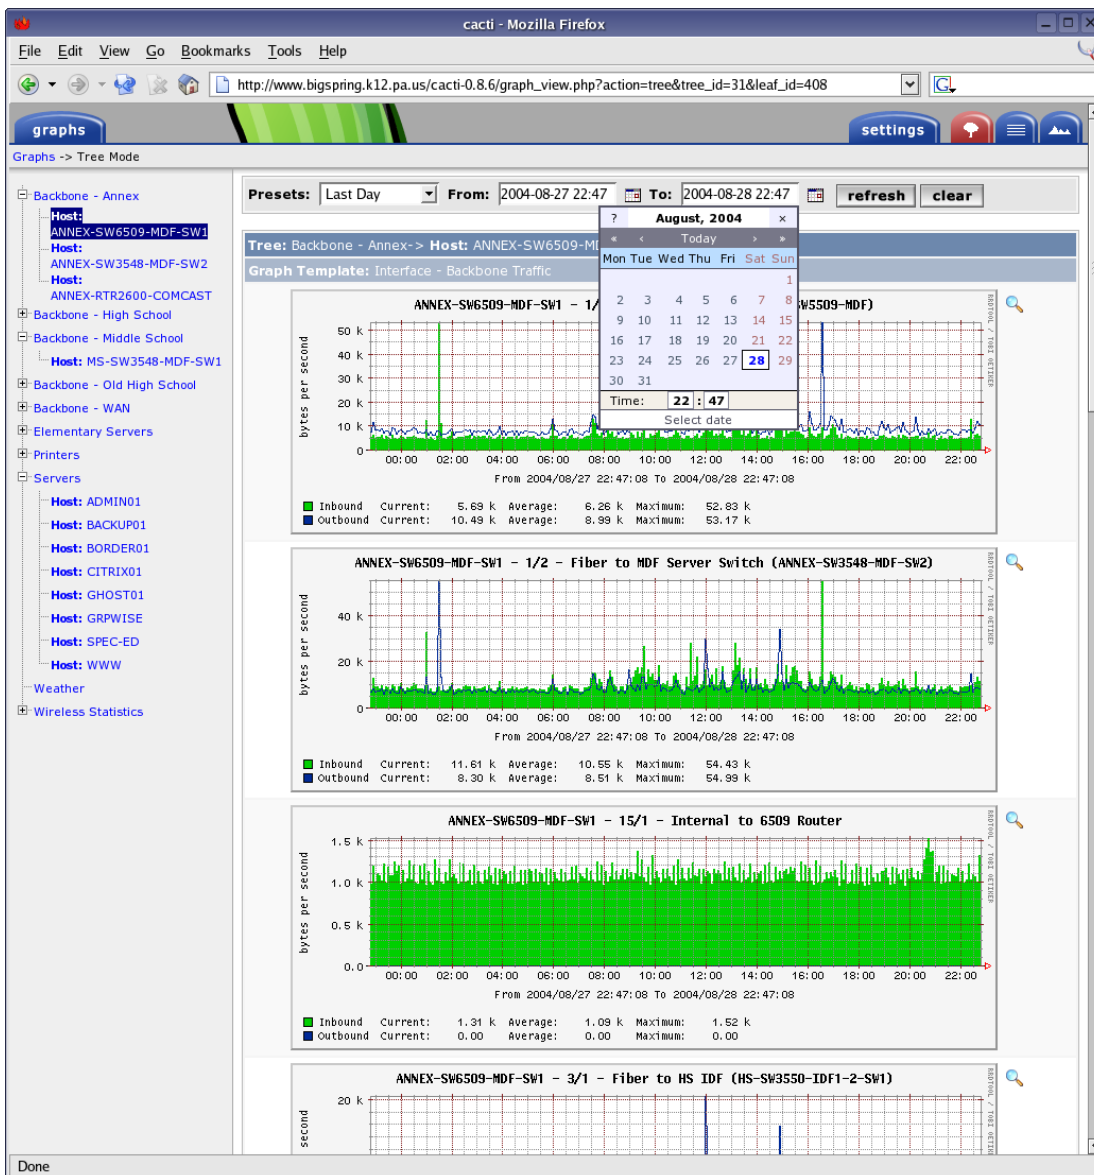 cacti - Mozilla Firefox
File Edit View Go Bookmarks Tools Help
http://www.bigspring.k12.pa.us/cacti-0.8.6/graph_view.php?action=tree&tree_id=31&leaf_id=408
G
graphs
settings
Graphs -> Tree Mode
Backbone - Annex
Host:
ANNEX-SW6509-MDF-SW1
Host:
ANNEX-SW3548-MDF-SW2
Host:
ANNEX-RTR2600-COMCAST
Backbone - High School
Backbone - Middle School
Host: MS-SW3548-MDF-SW1
Backbone - Old High School
Backbone - WAN
Elementary Servers
Printers
Servers
Host: ADMIN01
Host: BACKUP01
Host: BORDER01
Host: CITRIX01
Host: GHOST01
Host: GRPWISE
Host: SPEC-ED
Host: WWW
Weather
Wireless Statistics
Presets: Last Day From: 2004-08-27 22:47 To: 2004-08-28 22:47 refresh clear
Tree: Backbone - Annex-> Host: ANNEX-SW6509-M
Graph Template: Interface - Backbone Traffic
? August, 2004 ×
« ‹ Today › »
Mon Tue Wed Thu Fri Sat Sun
1
2 3 4 5 6 7 8
9 10 11 12 13 14 15
16 17 18 19 20 21 22
23 24 25 26 27 28 29
30 31
Time: 22 : 47
Select date
ANNEX-SW6509-MDF-SW1 - 1/ SW5509-MDF)
RRDTOOL / TOBI OETIKER
bytes per second
50 k
40 k
30 k
20 k
10 k
0
00:00 02:00 04:00 06:00 08:00 10:00 12:00 14:00 16:00 18:00 20:00 22:00
From 2004/08/27 22:47:08 To 2004/08/28 22:47:08
Inbound Current: 5.69 k Average: 6.26 k Maximum: 52.83 k
Outbound Current: 10.49 k Average: 8.99 k Maximum: 53.17 k
ANNEX-SW6509-MDF-SW1 - 1/2 - Fiber to MDF Server Switch (ANNEX-SW3548-MDF-SW2)
RRDTOOL / TOBI OETIKER
bytes per second
40 k
20 k
0
00:00 02:00 04:00 06:00 08:00 10:00 12:00 14:00 16:00 18:00 20:00 22:00
From 2004/08/27 22:47:08 To 2004/08/28 22:47:08
Inbound Current: 11.61 k Average: 10.55 k Maximum: 54.43 k
Outbound Current: 8.30 k Average: 8.51 k Maximum: 54.99 k
ANNEX-SW6509-MDF-SW1 - 15/1 - Internal to 6509 Router
RRDTOOL / TOBI OETIKER
bytes per second
1.5 k
1.0 k
0.5 k
0.0
00:00 02:00 04:00 06:00 08:00 10:00 12:00 14:00 16:00 18:00 20:00 22:00
From 2004/08/27 22:47:08 To 2004/08/28 22:47:08
Inbound Current: 1.31 k Average: 1.09 k Maximum: 1.52 k
Outbound Current: 0.00 Average: 0.00 Maximum: 0.00
ANNEX-SW6509-MDF-SW1 - 3/1 - Fiber to HS IDF (HS-SW3550-IDF1-2-SW1)
RRDTOOL / TOBI OETI
second
20 k
Done